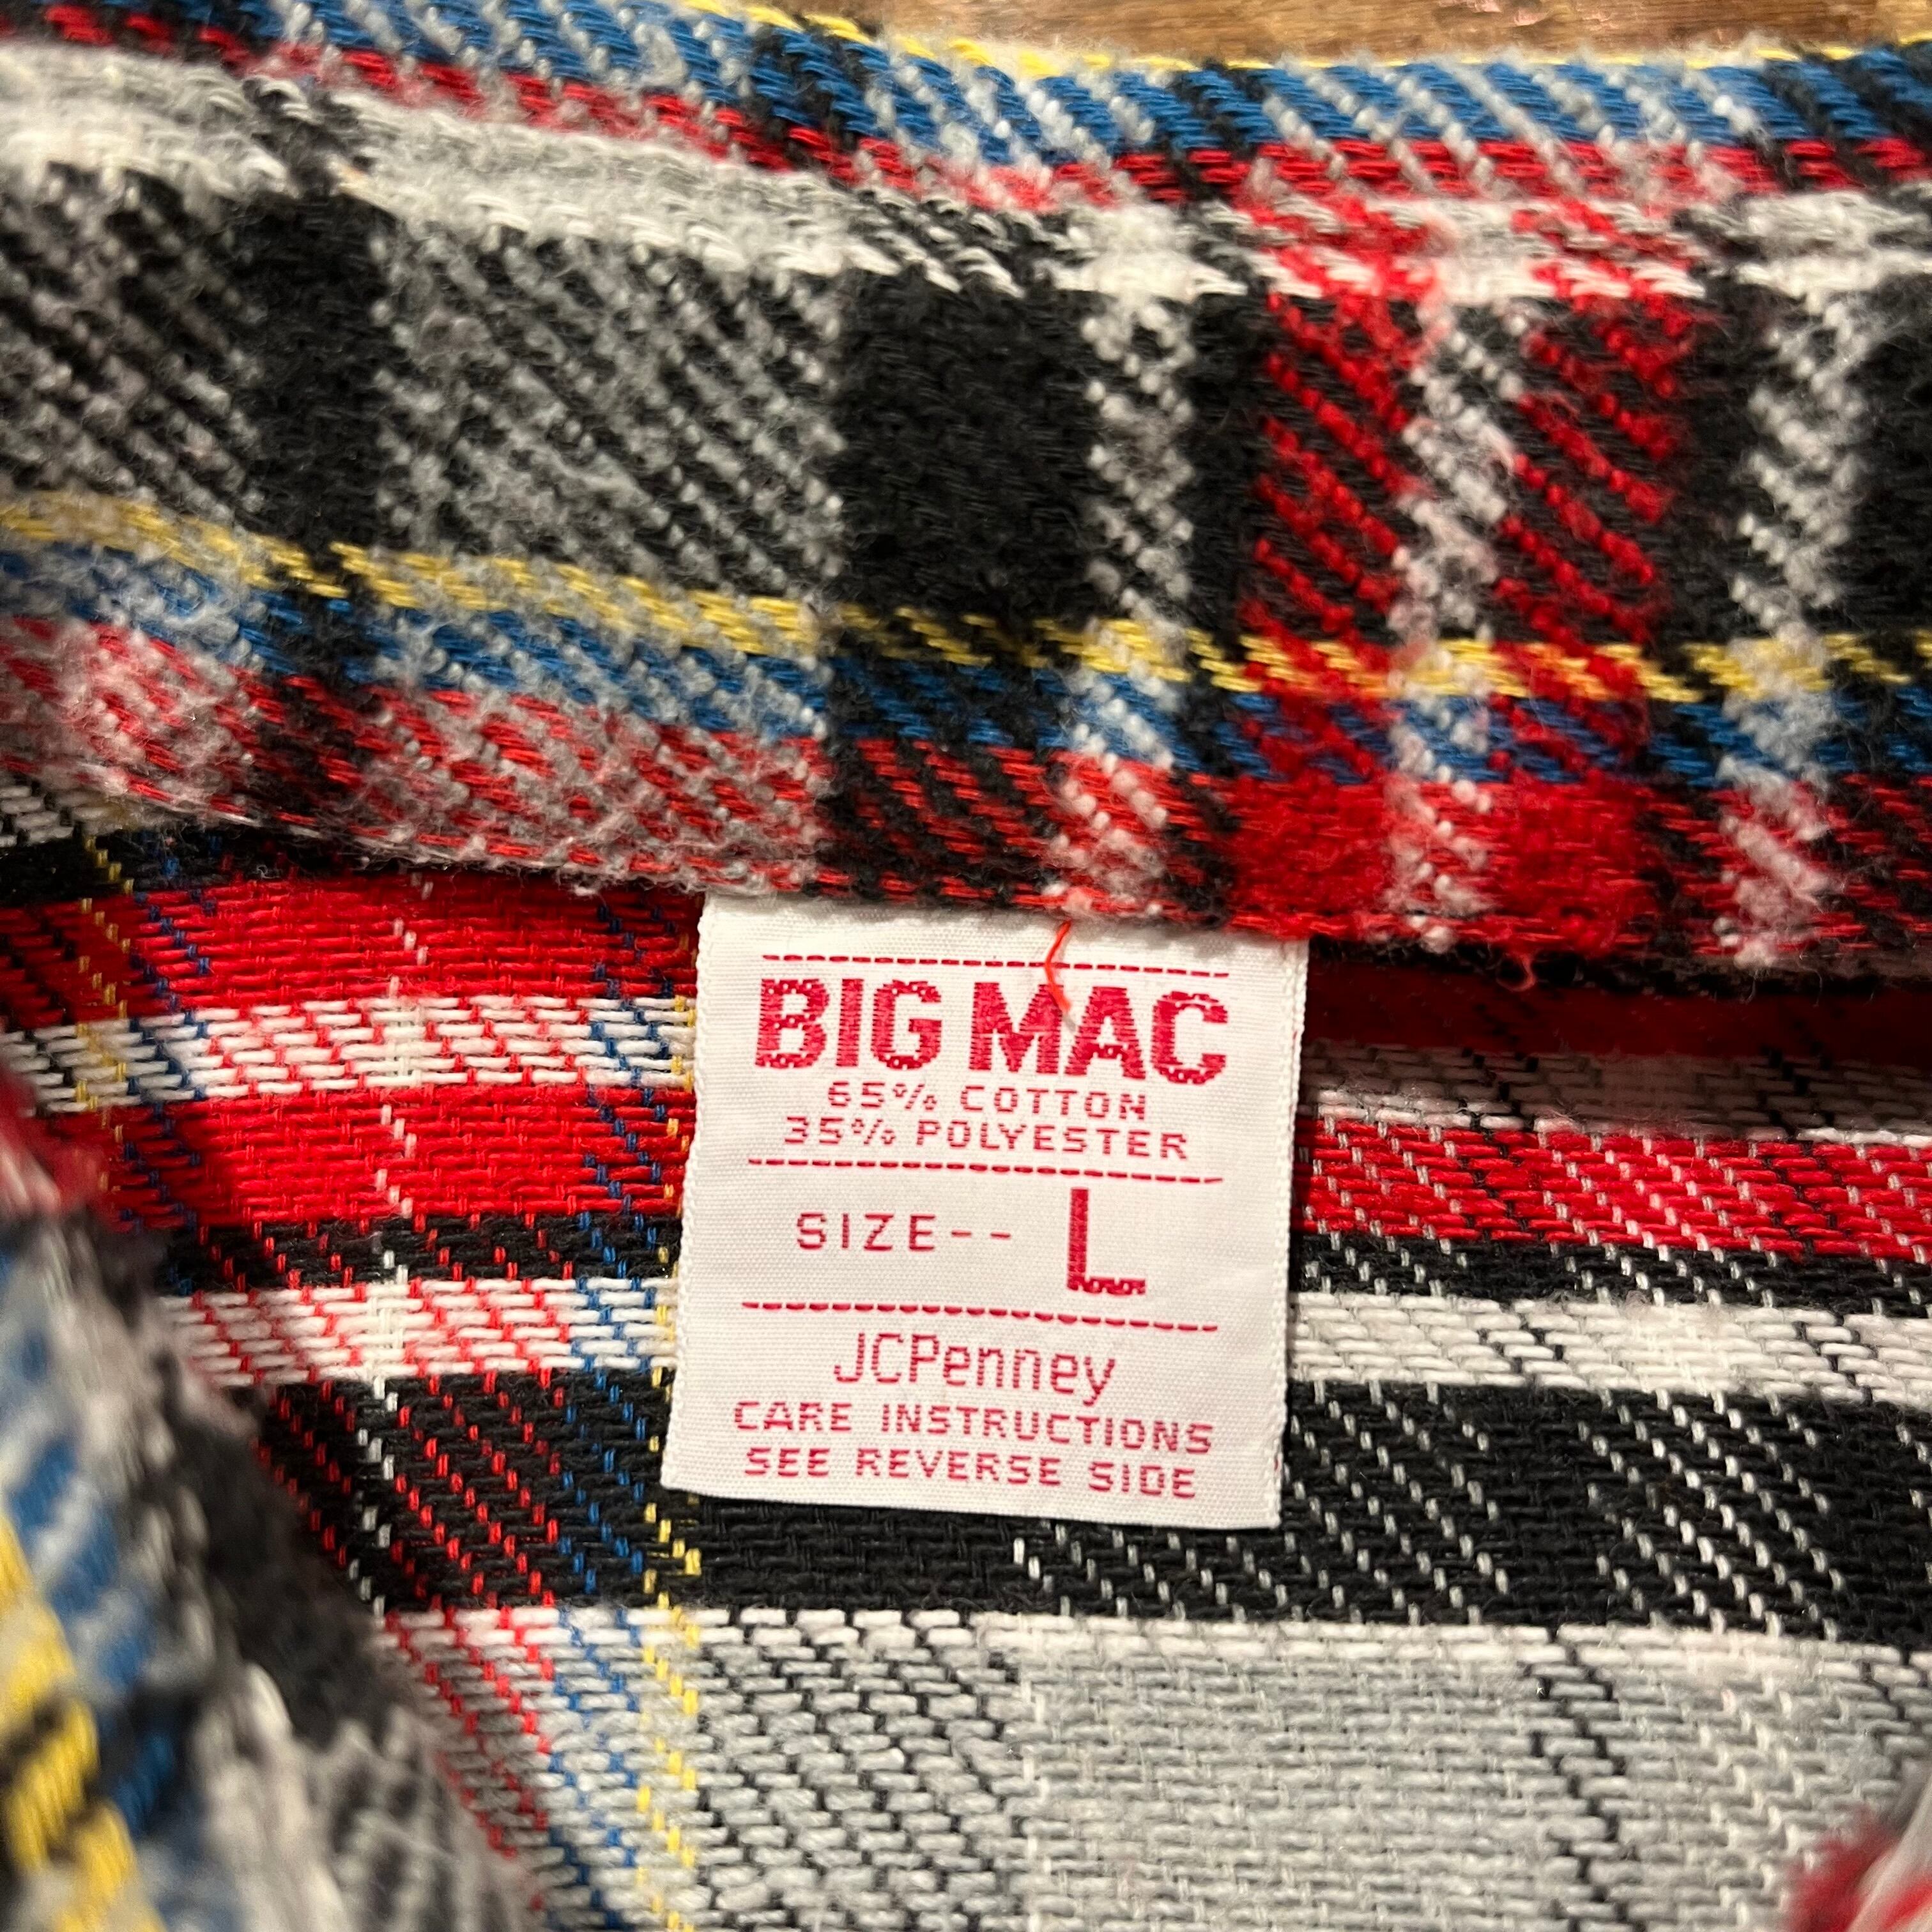 BIG MAC
65% COTTON
35% POLYESTER
SIZE-- L
JCPenney
CARE INSTRUCTIONS
SEE REVERSE SIDE